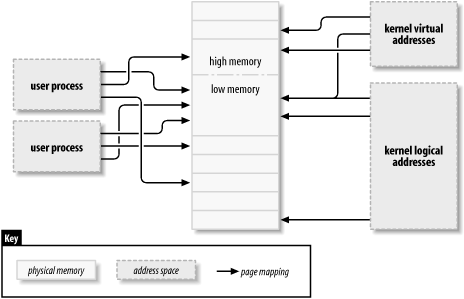 kernel virtual
addresses
high memory
low memory
user process
user process
kernel logical
addresses
Key
physical memory
address space
page mapping